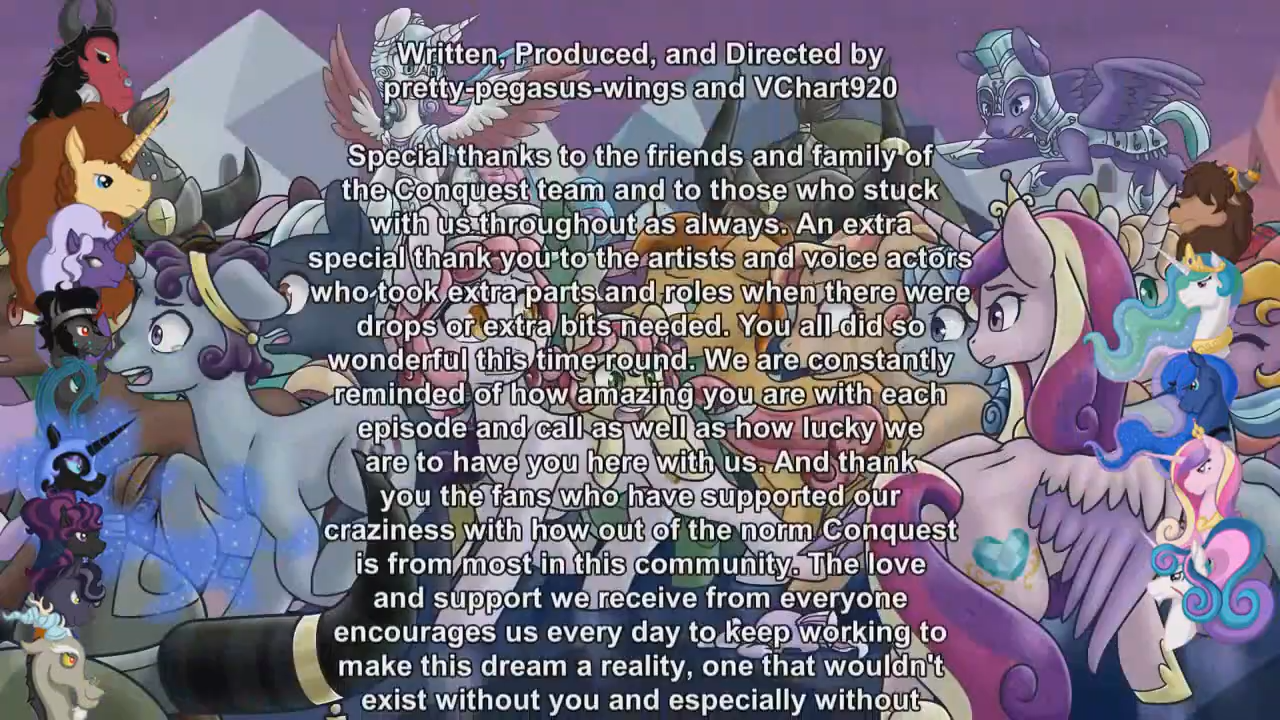 Written, Produced, and Directed by
pretty-pegasus-wings and VChart920
Special thanks to the friends and family of
the Conquest team and to those who stuck
with us throughout as always. An extra
special thank you to the artists and voice actors
who took extra parts and roles when there were
drops or extra bits needed. You all did so
wonderful this time round. We are constantly
reminded of how amazing you are with each
episode and call as well as how lucky we
are to have you here with us. And thank
you the fans who have supported our
craziness with how out of the norm Conquest
is from most in this community. The love
and support we receive from everyone
encourages us every day to keep working to
make this dream a reality, one that wouldn't
exist without you and especially without